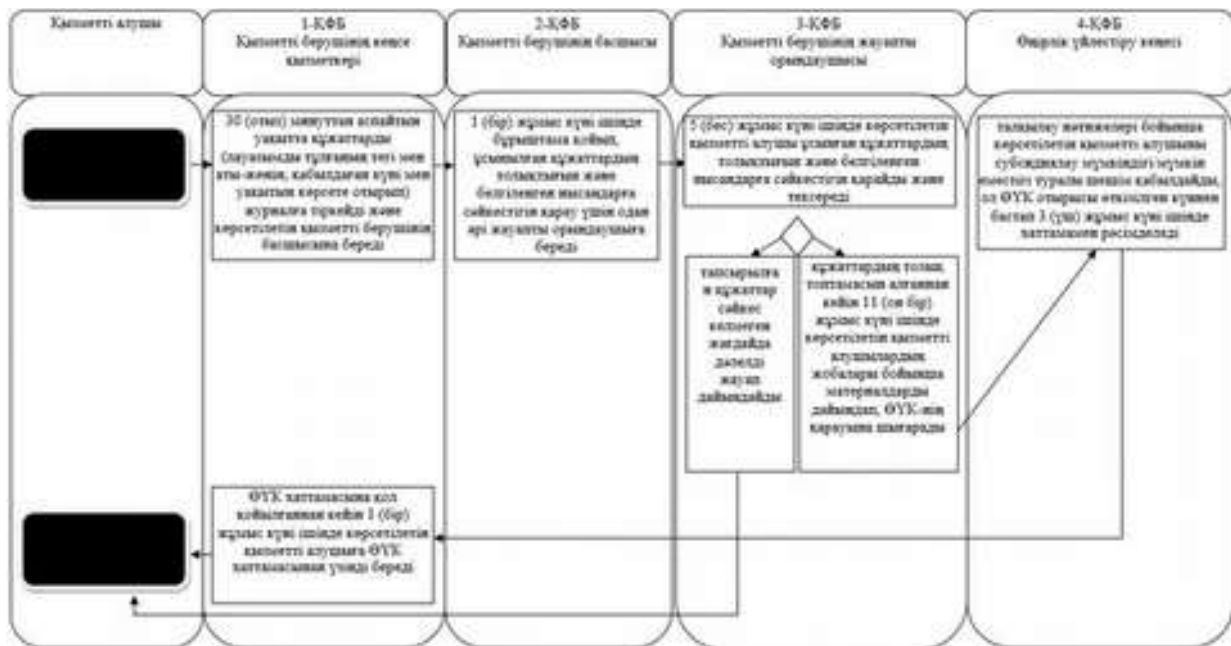 Қызметті алушы
1-ҚФБ
Қызметті берушінің кеңсе
қызметкері
2-ҚФБ
Қызметті берушінің басшысы
3-ҚФБ
Қызметті берушінің жауапты
орындаушысы
4-ҚФБ
Өңірлік үйлестіру кеңесі
30 (отыз) минуттан аспайтын
уақытта құжаттарды
(лауазымды тұлғаның тегі мен
аты-жөнін, қабылдаған күні мен
уақытын көрсете отырып)
журналға тіркейді және
көрсетілетін қызметті берушінің
басшысына береді
1 (бір) жұмыс күні ішінде
бұрыштама қойып,
ұсынылған құжаттардың
толықтығын және
белгіленген нысандарға
сәйкестігін қарау үшін одан
әрі жауапты орындаушыға
береді
5 (бес) жұмыс күні ішінде көрсетілетін
қызметті алушы ұсынған құжаттардың
толықтығын және белгіленген
нысандарға сәйкестігін қарайды және
тексереді
талқылау нәтижелері бойынша
көрсетілетін қызметті алушыны
субсидиялау мүмкіндігі мүмкін
еместігі туралы шешім қабылдайды,
ол ӨҮК отырысы өткізілген күннен
бастап 3 (үш) жұмыс күні ішінде
хаттамамен ресімделеді
тапсырылға
н құжаттар
сәйкес
келмеген
жағдайда
дәлелді
жауап
дайындайды
құжаттардың толық
топтамасын алғаннан
кейін 11 (он бір)
жұмыс күні ішінде
көрсетілетін қызметті
алушылардың
жобалары бойынша
материалдарды
дайындап, ӨҮК-нің
қарауына шығарады
ӨҮК хаттамасына қол
қойылғаннан кейін 1 (бір)
жұмыс күні ішінде көрсетілетін
қызметті алушыға ӨҮК
хаттамасынан үзінді береді